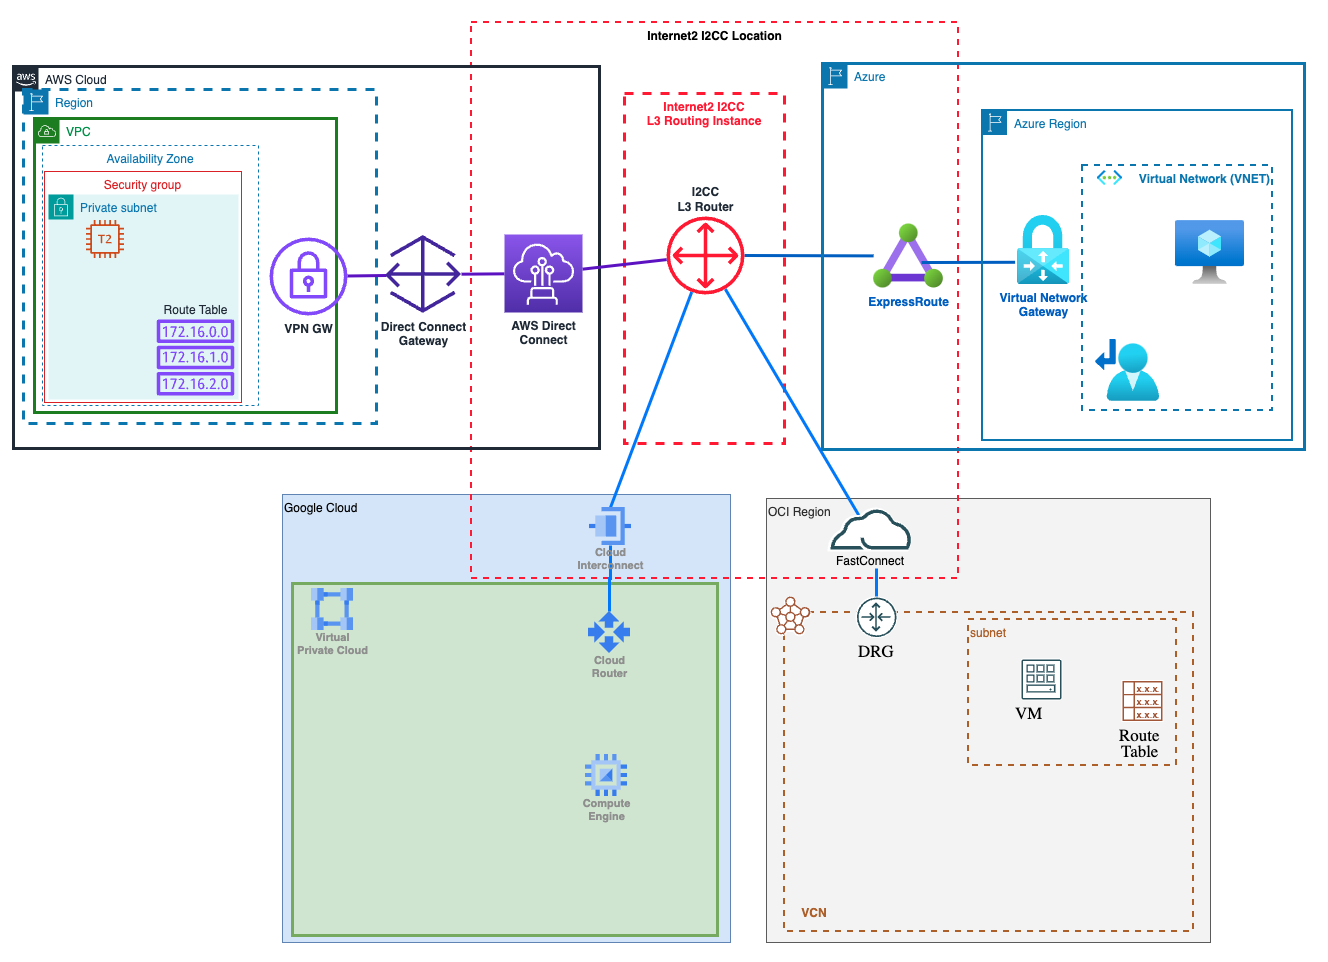 Internet2 I2CC Location
aws
AWS Cloud
Region
VPC
Availability Zone
Security group
Private subnet
T2
Route Table
172.16.0.0
172.16.1.0
172.16.2.0
VPN GW
Direct Connect
Gateway
AWS Direct
Connect
Internet2 I2CC
L3 Routing Instance
I2CC
L3 Router
Azure
ExpressRoute
Azure Region
Virtual Network
Gateway
Virtual Network (VNET)
Google Cloud
Cloud
Interconnect
Virtual
Private Cloud
Cloud
Router
Compute
Engine
OCI Region
FastConnect
DRG
subnet
VM
x.x.x.
x.x.x.
x.x.x.
Route
Table
VCN